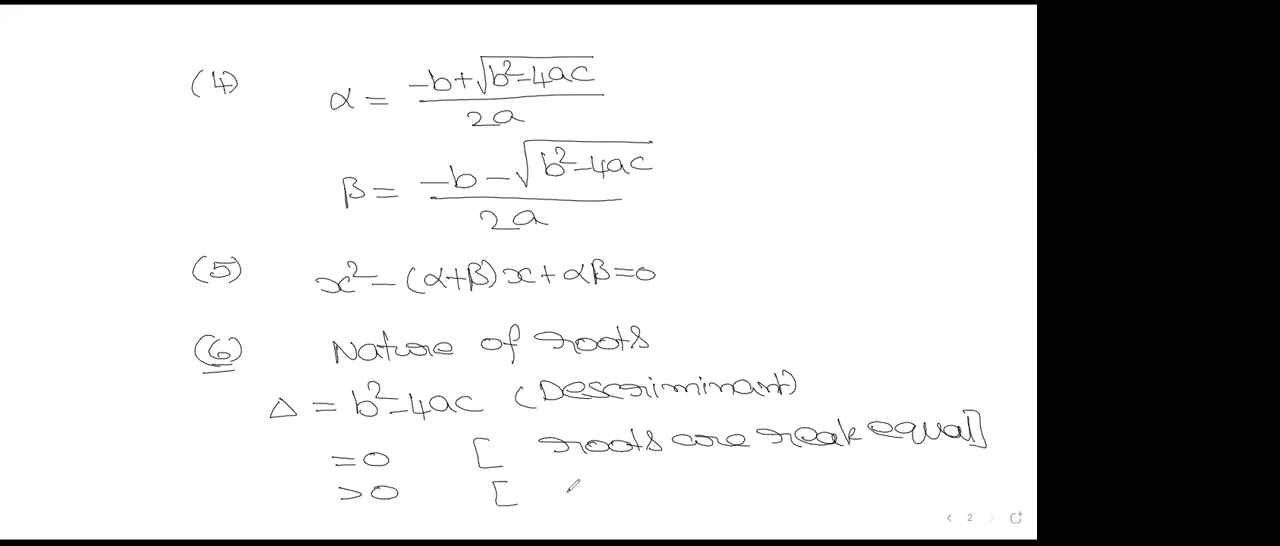 (4) α = -b+√b²-4ac / 2a
β = -b-√b²-4ac / 2a
(5) x² - (α+β)x + αβ = 0
(6) Nature of roots
Δ = b²-4ac (Descriminant)
= 0 [ roots are real equal]
> 0 [
< 2 >